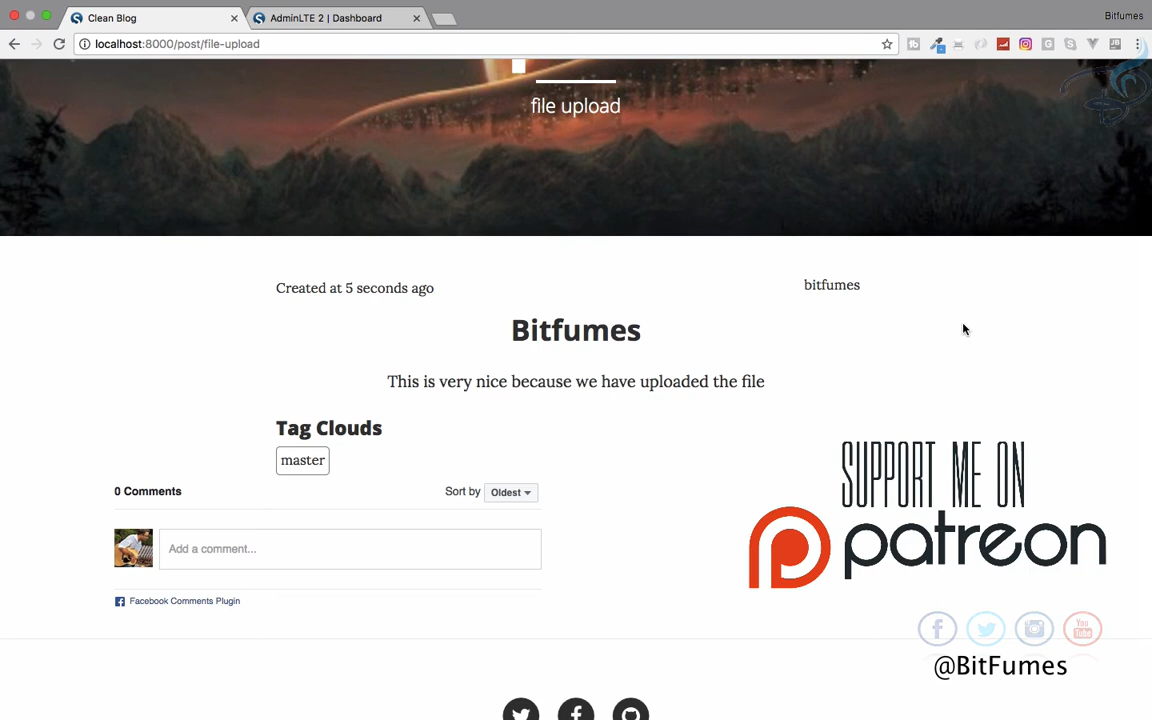 Clean Blog
AdminLTE 2 | Dashboard
Bitfumes
localhost:8000/post/file-upload
file upload
Created at 5 seconds ago
bitfumes
Bitfumes
This is very nice because we have uploaded the file
Tag Clouds
master
0 Comments
Sort by Oldest
Add a comment...
Facebook Comments Plugin
SUPPORT ME ON
patreon
You
Tube
@BitFumes